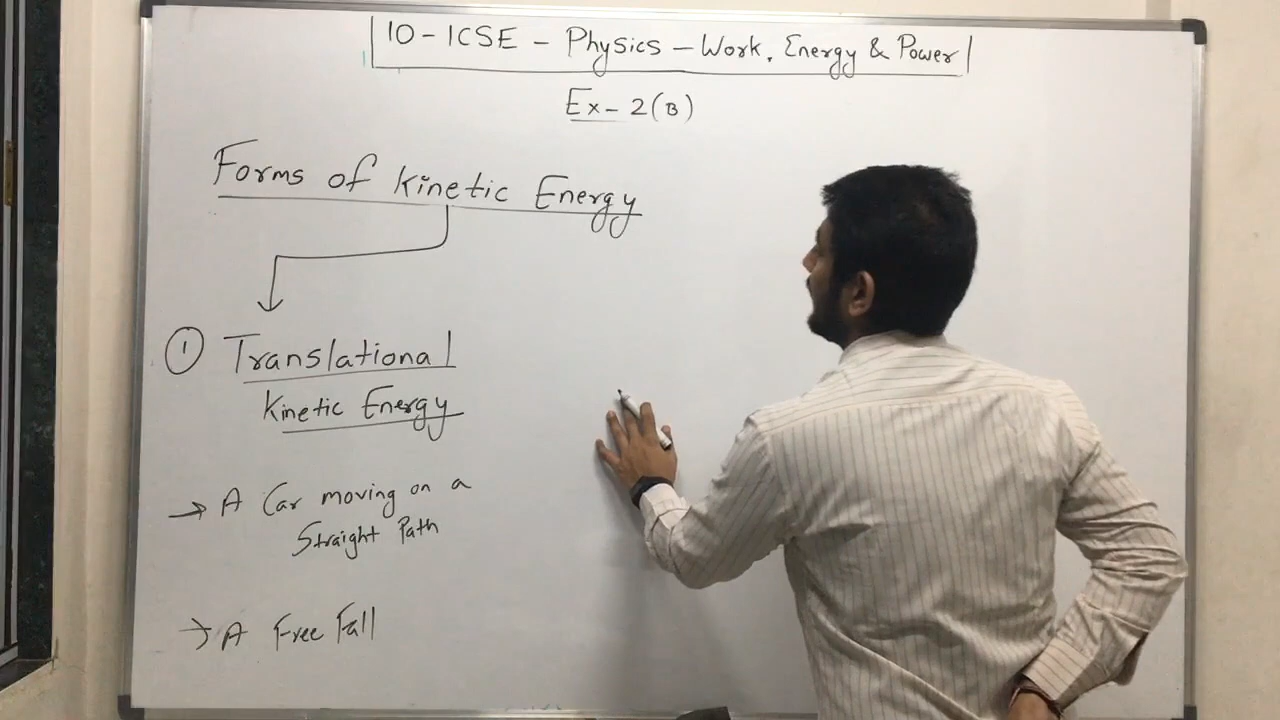 10 - ICSE - Physics - Work, Energy & Power
Ex - 2(B)
Forms of Kinetic Energy
① Translational
Kinetic Energy
→ A Car moving on a
Straight Path
→ A Free Fall